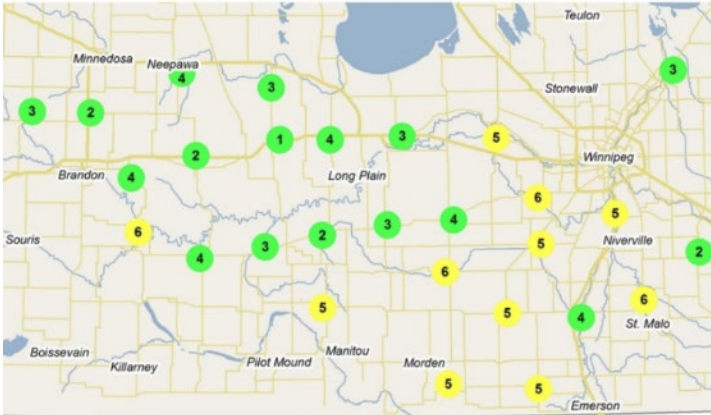 Teulon
Minnedosa
Neepawa
4
3
3
Stonewall
3
2
1
4
3
5
2
Winnipeg
Brandon
4
Long Plain
6
5
6
3
4
Souris
4
3
2
5
Niverville
2
6
5
5
4
6
St. Malo
Boissevain
Killarney
Pilot Mound
Manitou
Morden
5
5
Emerson